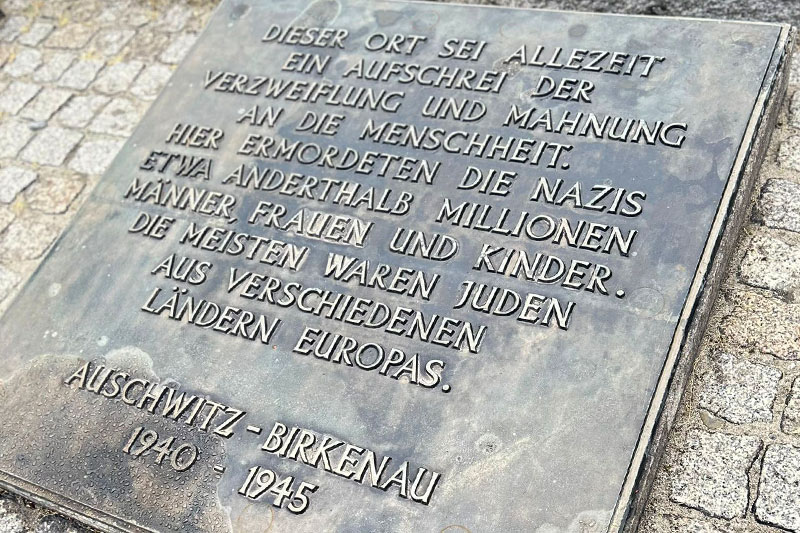 DIESER ORT SEI ALLEZEIT
EIN AUFSCHREI DER
VERZWEIFLUNG UND MAHNUNG
AN DIE MENSCHHEIT.
HIER ERMORDETEN DIE NAZIS
ETWA ANDERTHALB MILLIONEN
MÄNNER, FRAUEN UND KINDER.
DIE MEISTEN WAREN JUDEN
AUS VERSCHIEDENEN
LÄNDERN EUROPAS.
AUSCHWITZ - BIRKENAU
1940 - 1945